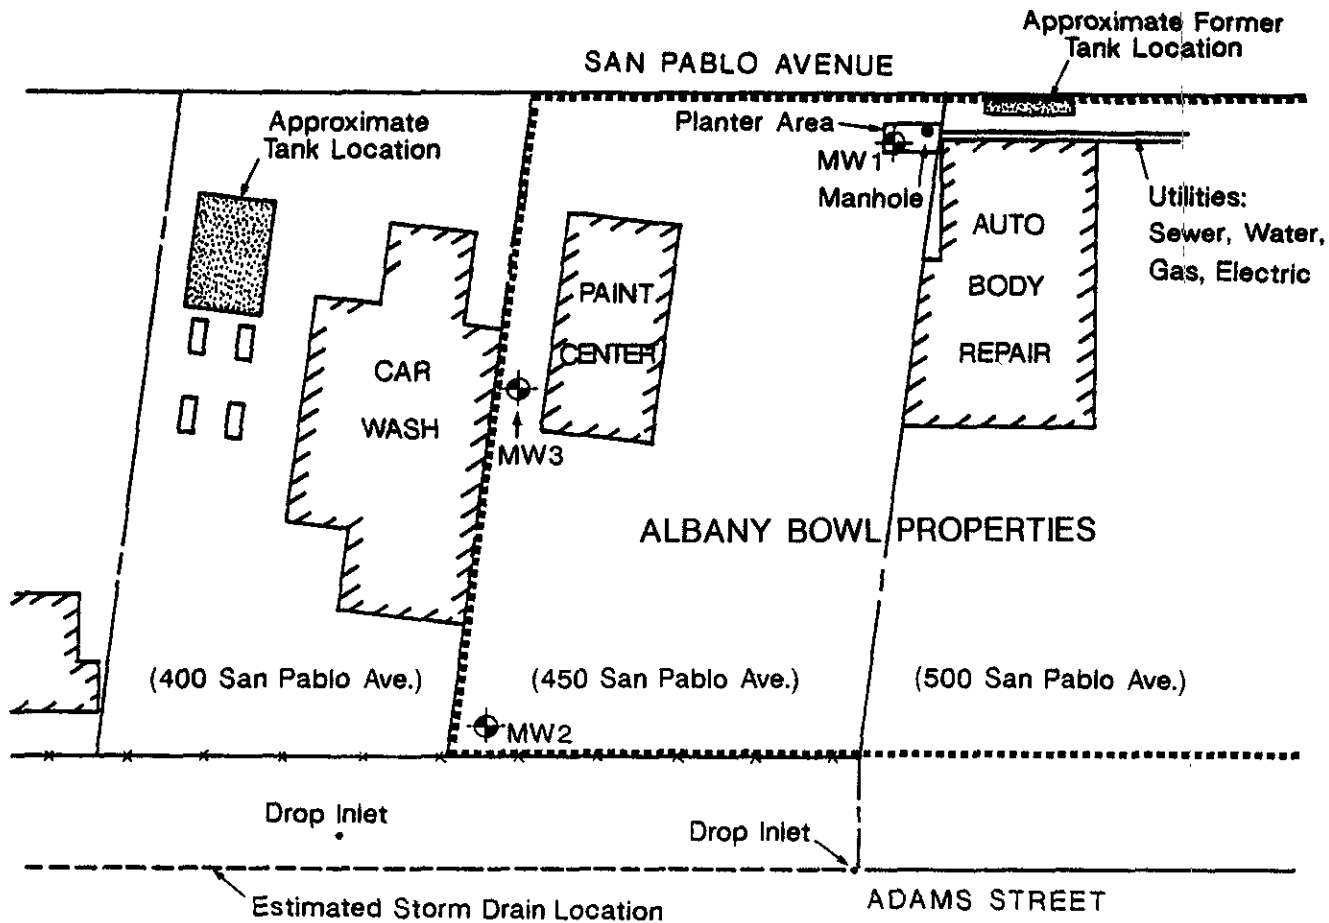 Approximate Former
Tank Location
SAN PABLO AVENUE
Approximate
Tank Location
Planter Area
MW1
Manhole
Utilities:
Sewer, Water,
Gas, Electric
AUTO
BODY
REPAIR
PAINT
CENTER
CAR
WASH
MW3
ALBANY BOWL PROPERTIES
(400 San Pablo Ave.)
(450 San Pablo Ave.)
(500 San Pablo Ave.)
MW2
Drop Inlet
Drop Inlet
Estimated Storm Drain Location
ADAMS STREET